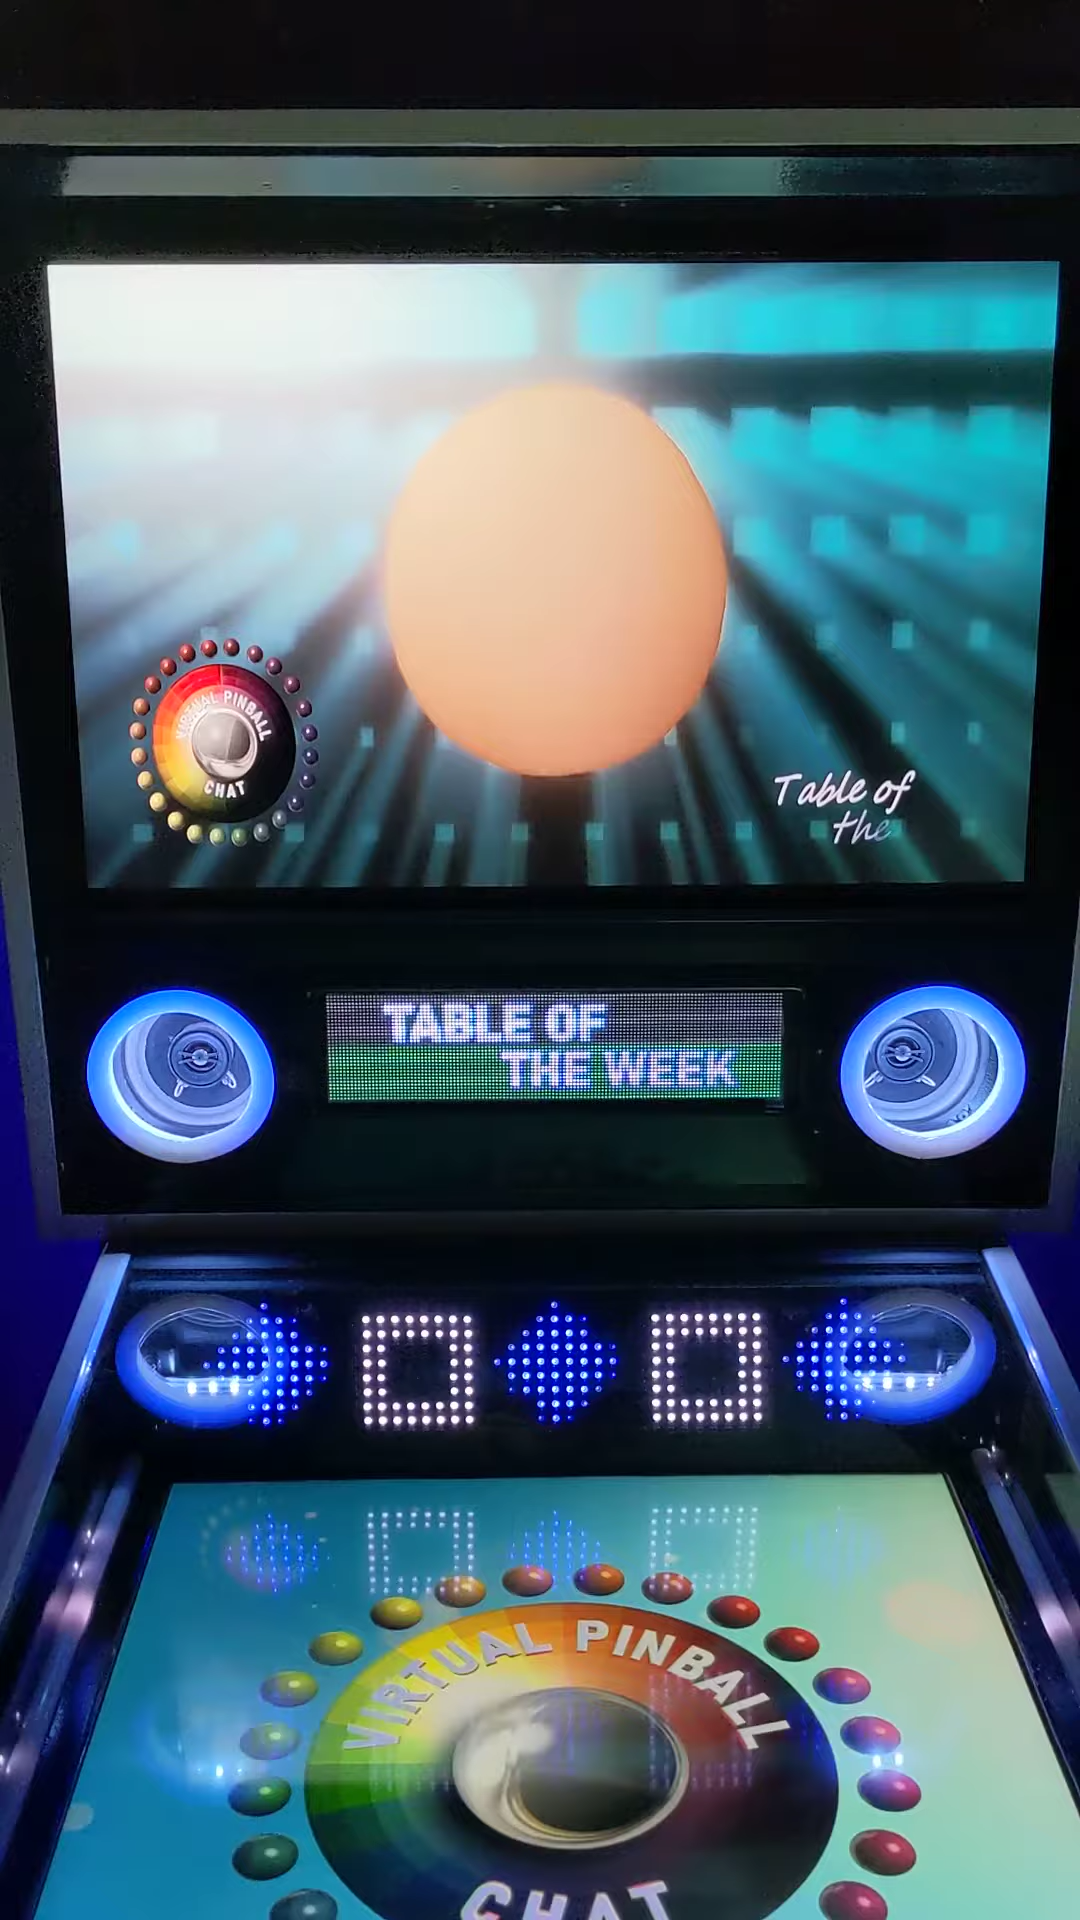 VIRTUAL PINBALL
CHAT
Table of
the
TABLE OF
THE WEEK
VIRTUAL PINBALL
CHAT